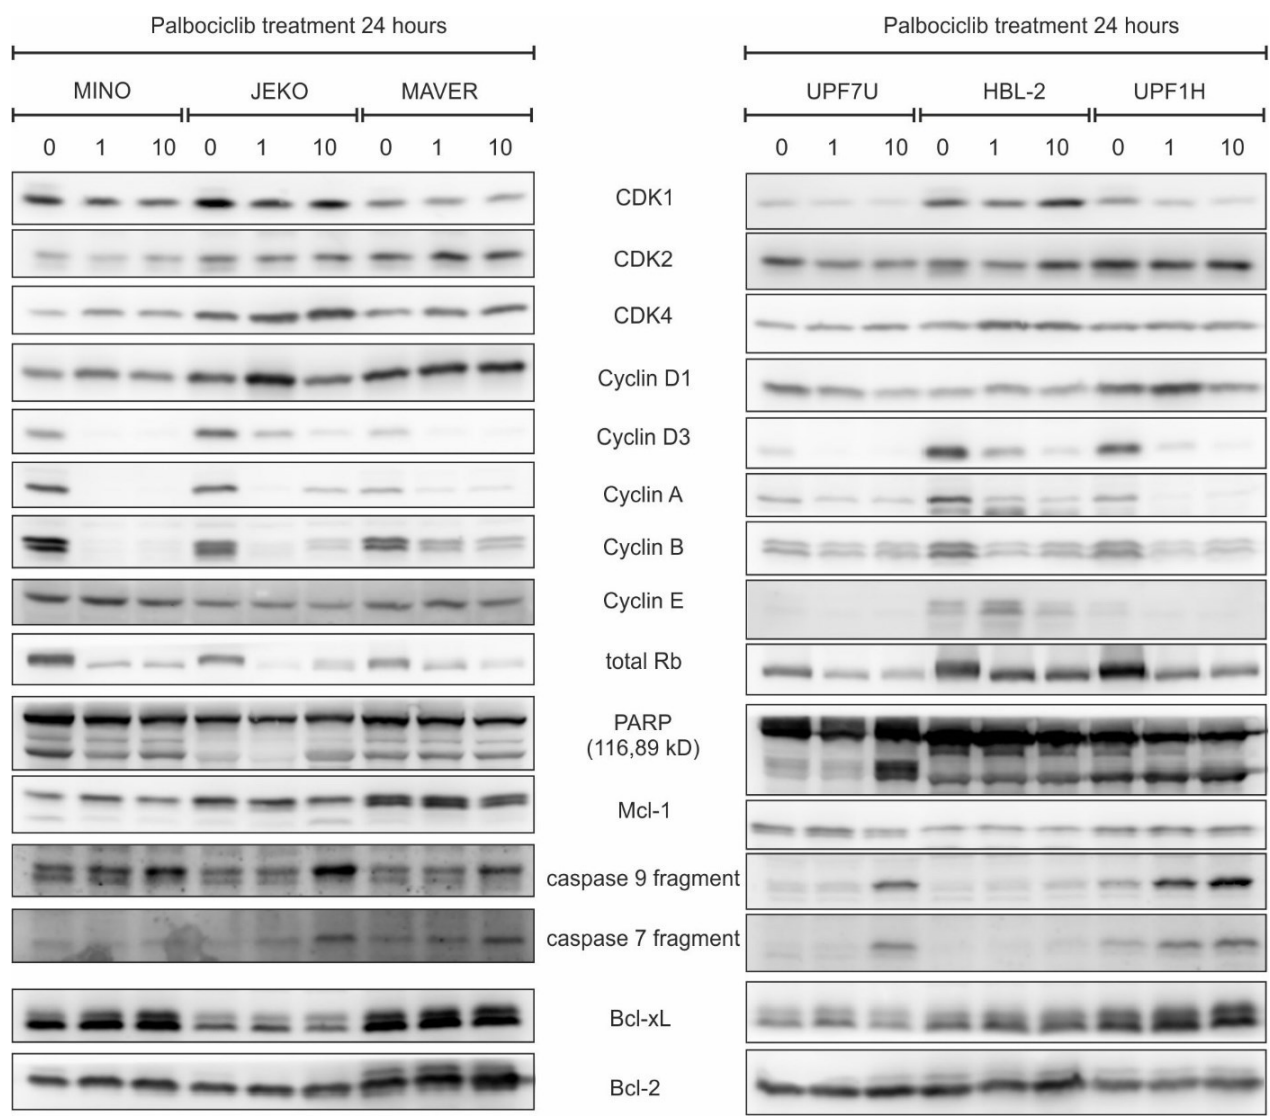 Palbociclib treatment 24 hours
Palbociclib treatment 24 hours
MINO JEKO MAVER
UPF7U HBL-2 UPF1H
0 1 10 0 1 10 0 1 10
0 1 10 0 1 10 0 1 10
CDK1
CDK2
CDK4
Cyclin D1
Cyclin D3
Cyclin A
Cyclin B
Cyclin E
total Rb
PARP
(116,89 kD)
Mcl-1
caspase 9 fragment
caspase 7 fragment
Bcl-xL
Bcl-2